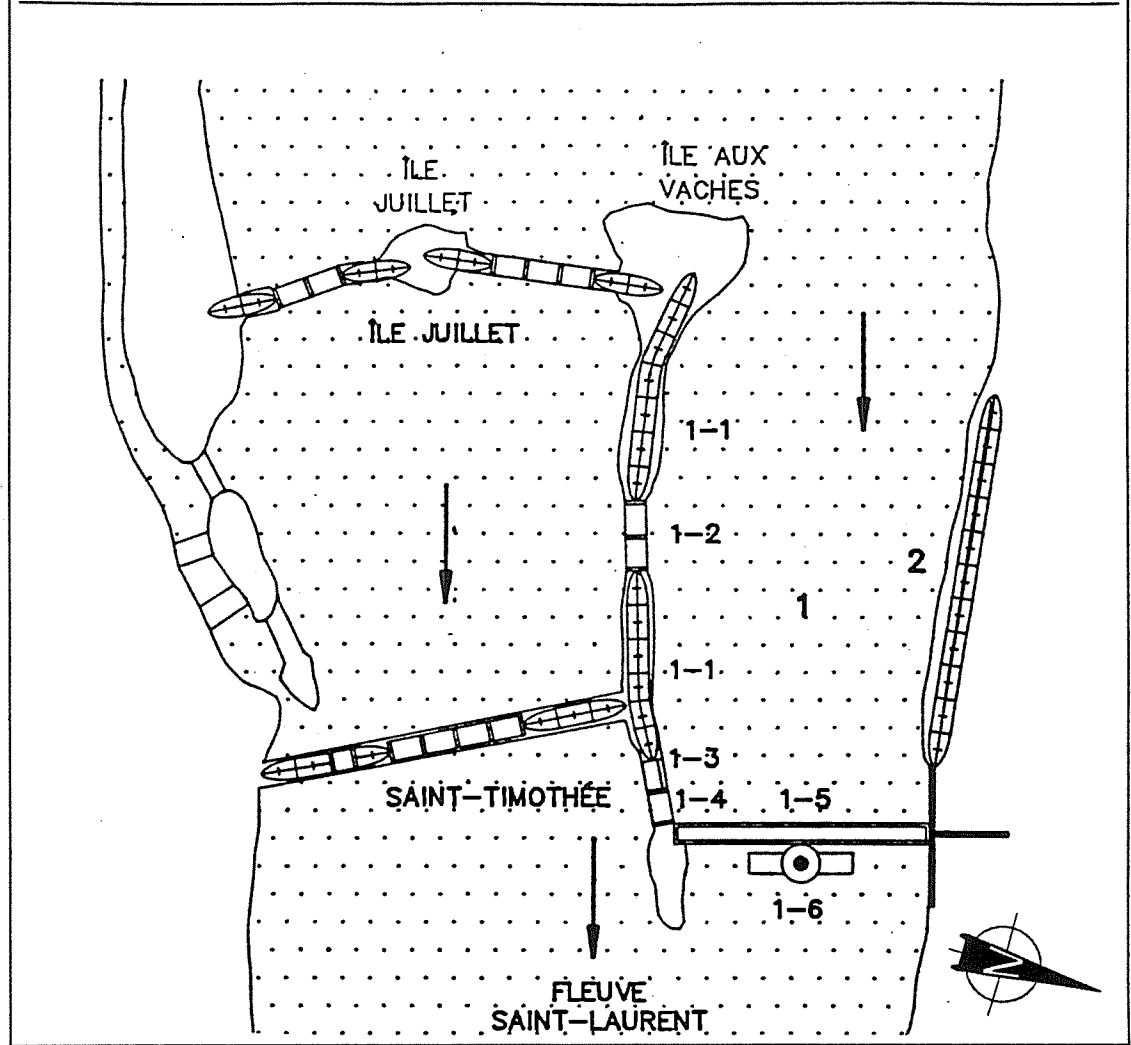 ÎLE
JUILLET
ÎLE AUX
VACHES
ÎLE JUILLET
1-1
1-2
2
1
1-1
1-3
SAINT-TIMOTHÉE
1-4
1-5
1-6
N
FLEUVE
SAINT-LAURENT